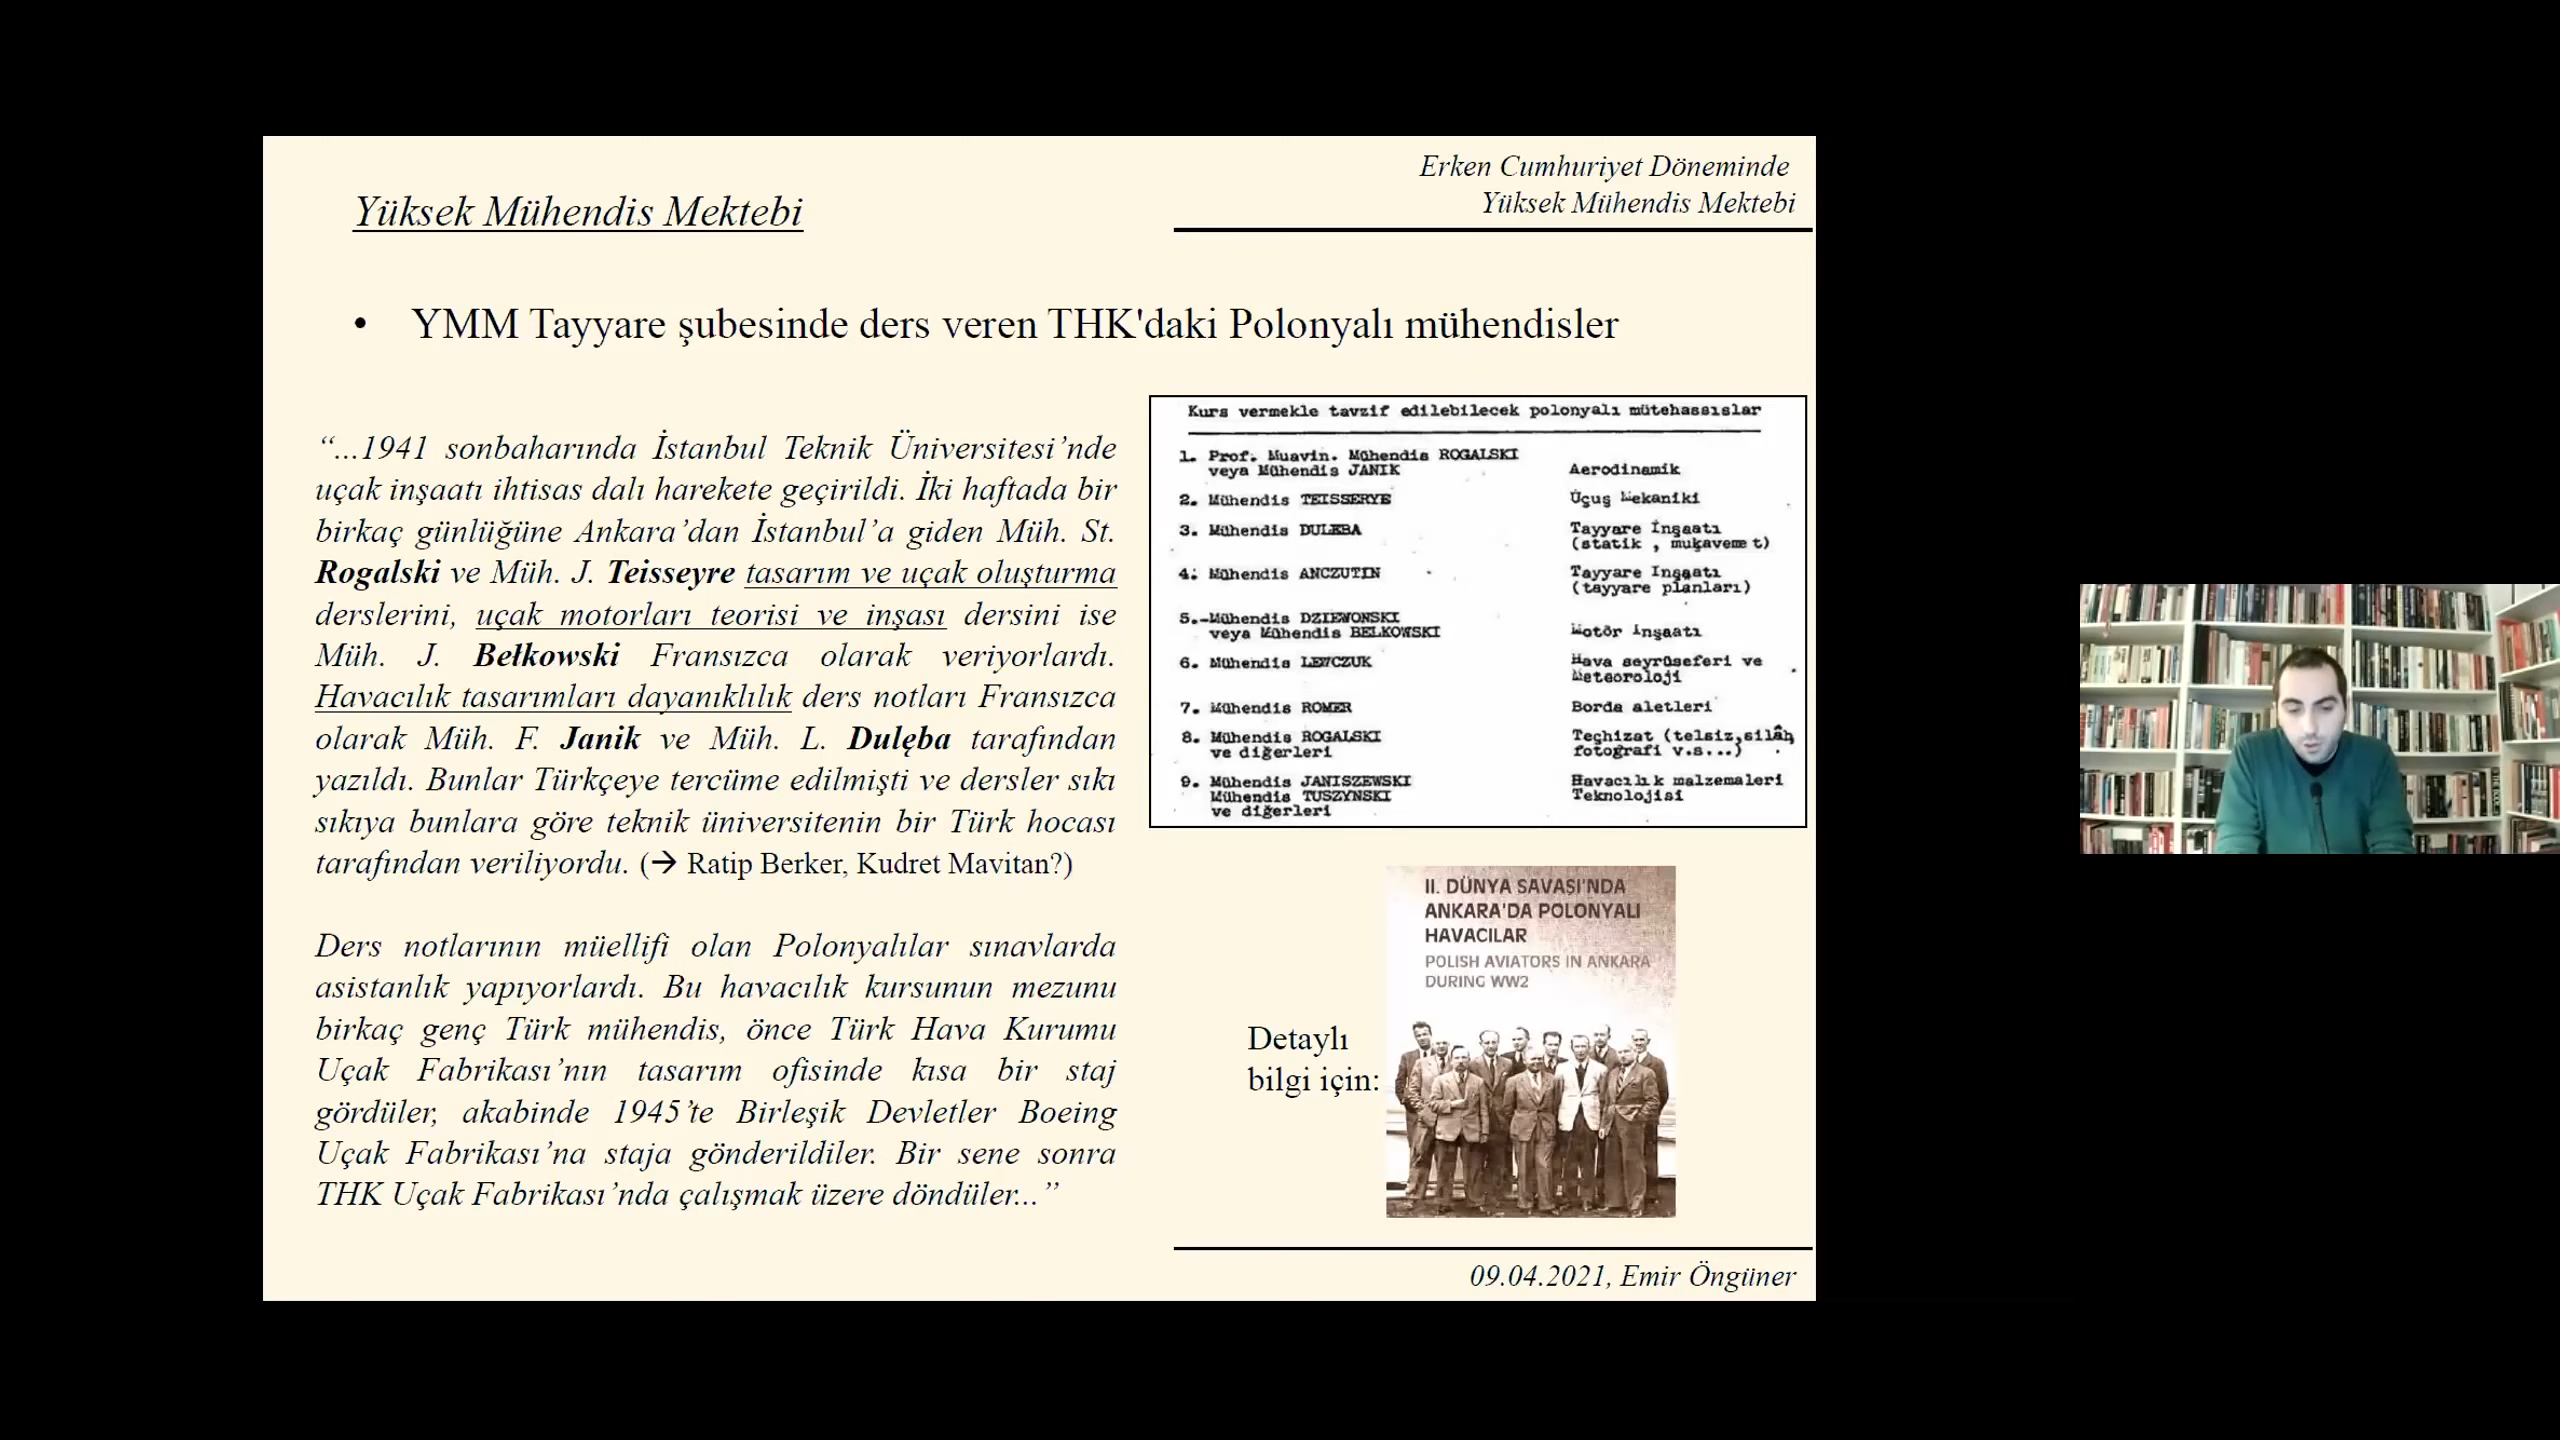 Erken Cumhuriyet Döneminde
Yüksek Mühendis Mektebi
Yüksek Mühendis Mektebi
• YMM Tayyare şubesinde ders veren THK'daki Polonyalı mühendisler
“...1941 sonbaharında İstanbul Teknik Üniversitesi’nde
uçak inşaatı ihtisas dalı harekete geçirildi. İki haftada bir
birkaç günlüğüne Ankara’dan İstanbul’a giden Müh. St.
Rogalski ve Müh. J. Teisseyre tasarım ve uçak oluşturma
derslerini, uçak motorları teorisi ve inşası dersini ise
Müh. J. Bełkowski Fransızca olarak veriyorlardı.
Havacılık tasarımları dayanıklılık ders notları Fransızca
olarak Müh. F. Janik ve Müh. L. Dulęba tarafından
yazıldı. Bunlar Türkçeye tercüme edilmişti ve dersler sıkı
sıkıya bunlara göre teknik üniversitenin bir Türk hocası
tarafından veriliyordu. (→ Ratip Berker, Kudret Mavitan?)
Ders notlarının müellifi olan Polonyalılar sınavlarda
asistanlık yapıyorlardı. Bu havacılık kursunun mezunu
birkaç genç Türk mühendis, önce Türk Hava Kurumu
Uçak Fabrikası’nın tasarım ofisinde kısa bir staj
gördüler, akabinde 1945’te Birleşik Devletler Boeing
Uçak Fabrikası’na staja gönderildiler. Bir sene sonra
THK Uçak Fabrikası’nda çalışmak üzere döndüler...”
Kurs vermekle tavzif edilebilecek polonyalı mütehassıslar
1. Prof. Muavin. Mühendis ROGALSKI
veya Mühendis JANIK Aerodinamik
2. Mühendis TEISSERYE Uçuş Mekaniki
3. Mühendis DULEBA Tayyare İnşaatı
(statik , mukavemet)
4. Mühendis ANCZUTIN Tayyare İnşaatı
(tayyare planları)
5.-Mühendis DZIEWONSKI
veya Mühendis BELKOWSKI Motör inşaatı
6. Mühendis LEWCZUK Hava seyrüseferi ve
Meteoroloji
7. Mühendis ROMER Borda aletleri
8. Mühendis ROGALSKI Teçhizat (telsiz,silâh
ve diğerleri fotoğrafi v.s...)
9. Mühendis JANISZEWSKI Havacılık malzemeleri
Mühendis TUSZYNSKI Teknolojisi
ve diğerleri
Detaylı
bilgi için:
II. DÜNYA SAVAŞI'NDA
ANKARA'DA POLONYALI
HAVACILAR
POLISH AVIATORS IN ANKARA
DURING WW2
09.04.2021, Emir Öngüner